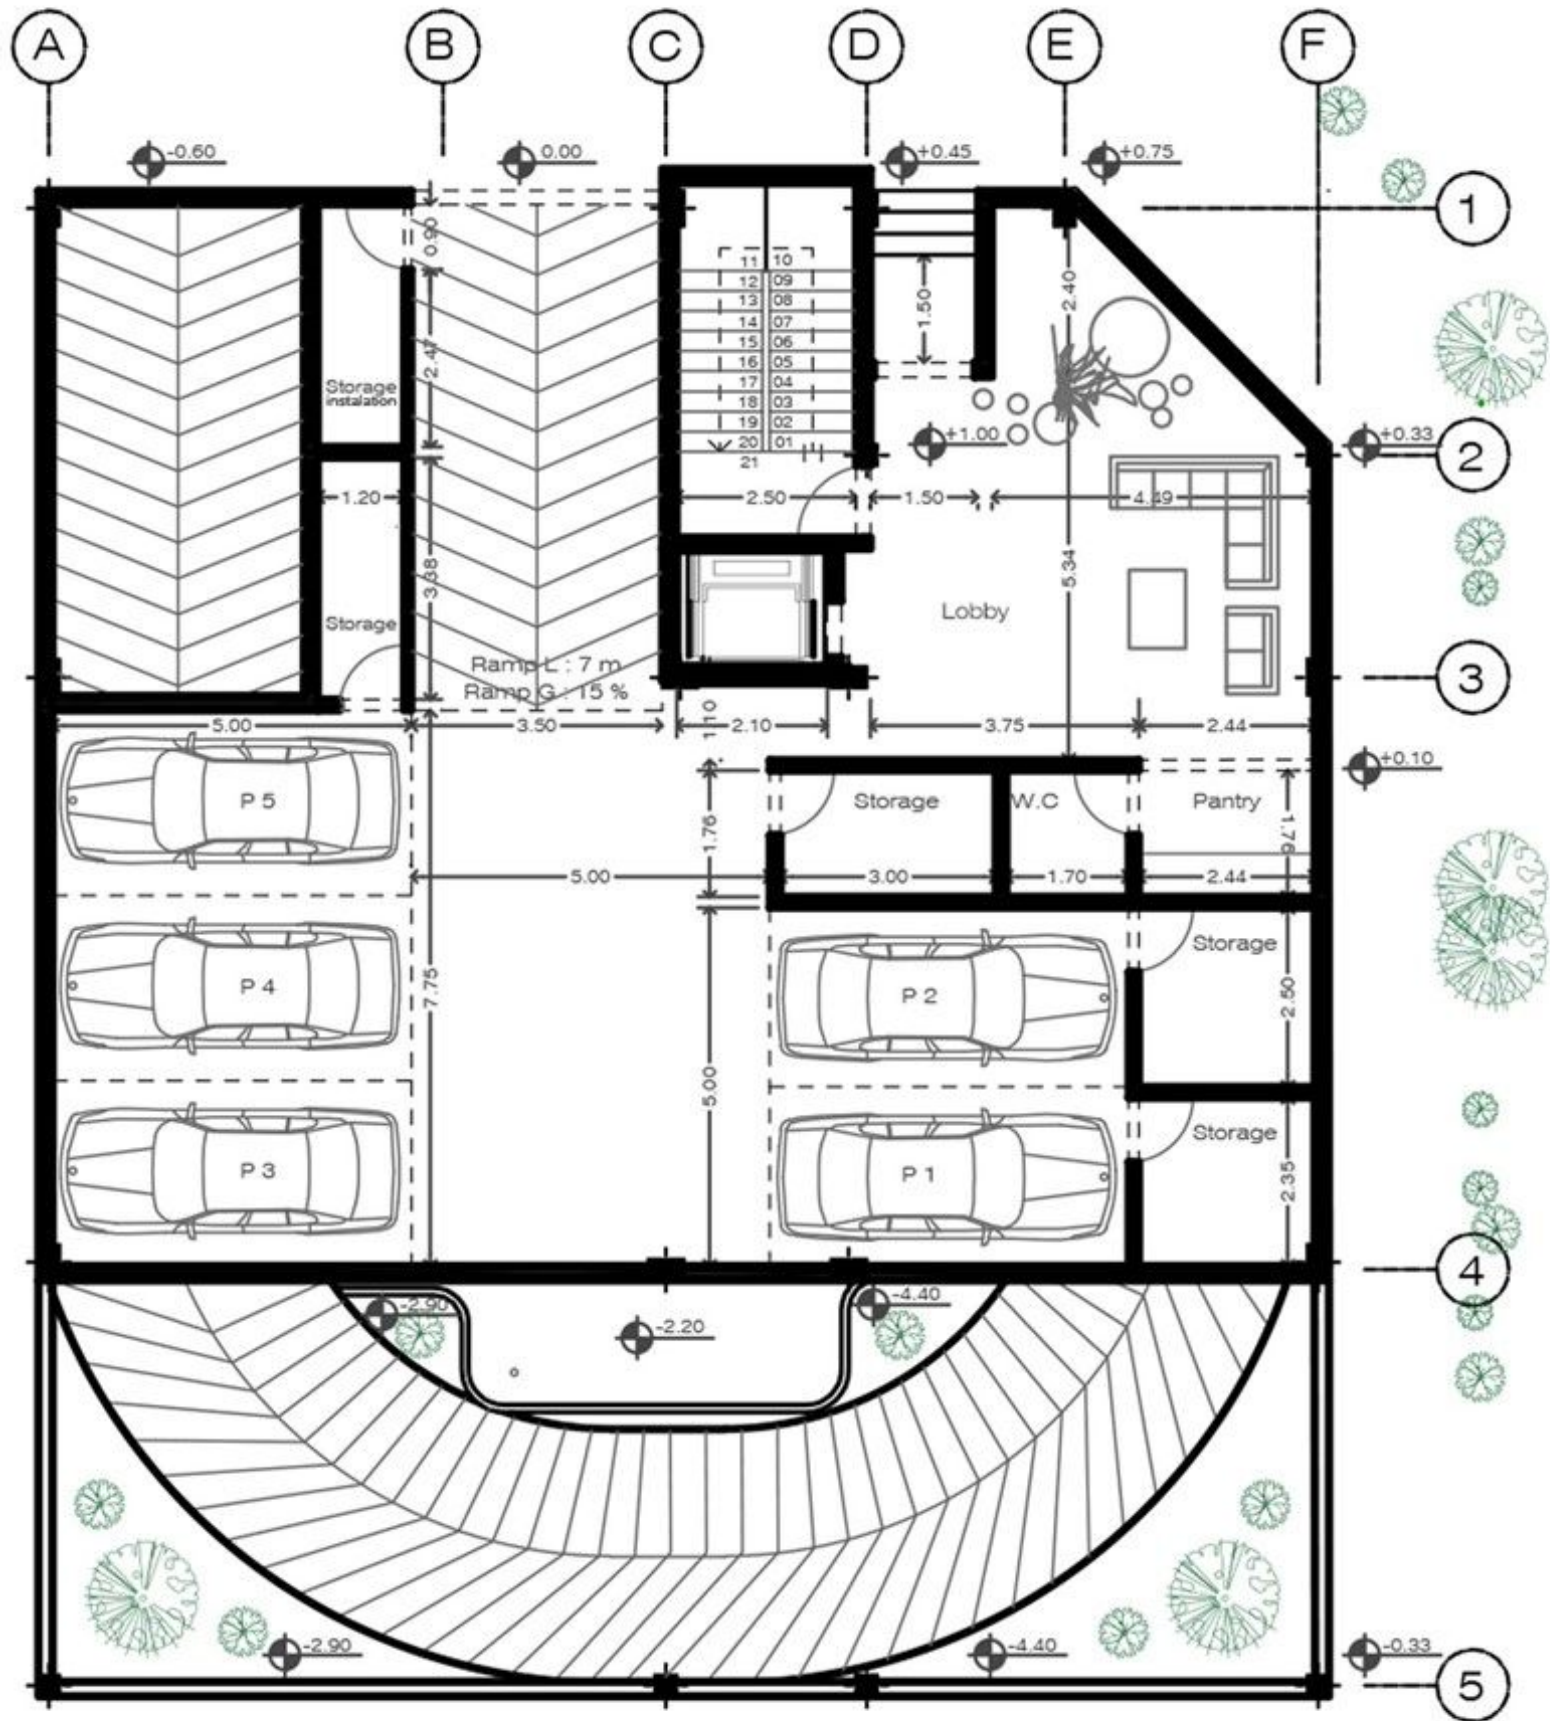 A B C D E F
-0.60 0.00 +0.45 +0.75
1
0.90
2.40
11 10
12 09
13 08
14 07
15 06
16 05
17 04
18 03
19 02
20 01
21
1.50
2.47
Storage
instalation
+1.00
+0.33
2
1.20
2.50 1.50 4.49
3.38
5.34
Storage
Lobby
Ramp L : 7 m
Ramp G : 15 %
3
5.00 3.50 1.10 2.10 3.75 2.44
+0.10
P 5
Storage W.C Pantry
1.76 1.76
5.00 3.00 1.70 2.44
Storage
P 4
7.75
P 2
2.50
5.00
Storage
P 3
P 1
2.35
4
-2.90 -4.40
-2.20
-2.90 -4.40 -0.33
5